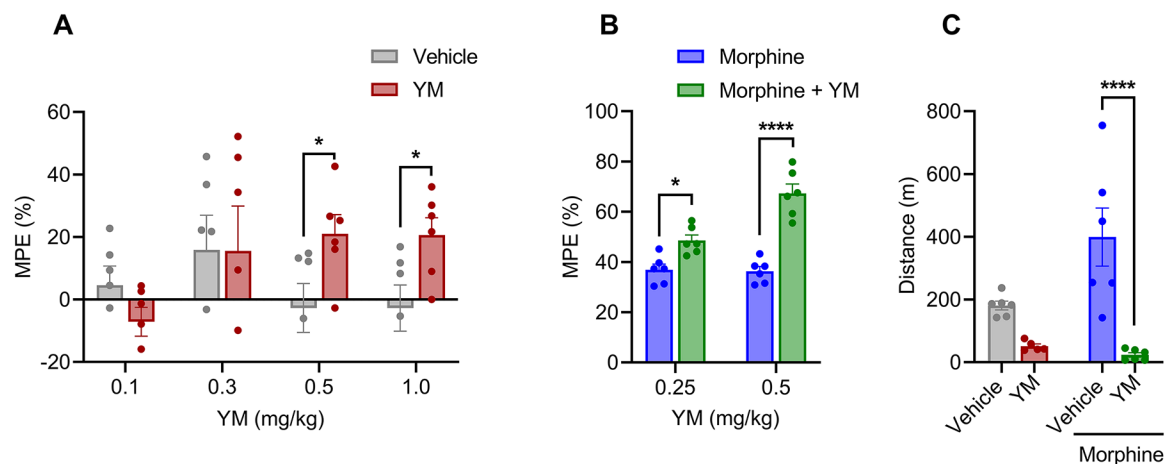 A
Vehicle
YM
MPE (%)
60
40
20
0
-20
*
*
0.1
0.3
0.5
1.0
YM (mg/kg)
B
Morphine
Morphine + YM
MPE (%)
100
80
60
40
20
0
*
****
0.25
0.5
YM (mg/kg)
C
Distance (m)
800
600
400
200
0
****
Vehicle
YM
Vehicle
YM
Morphine